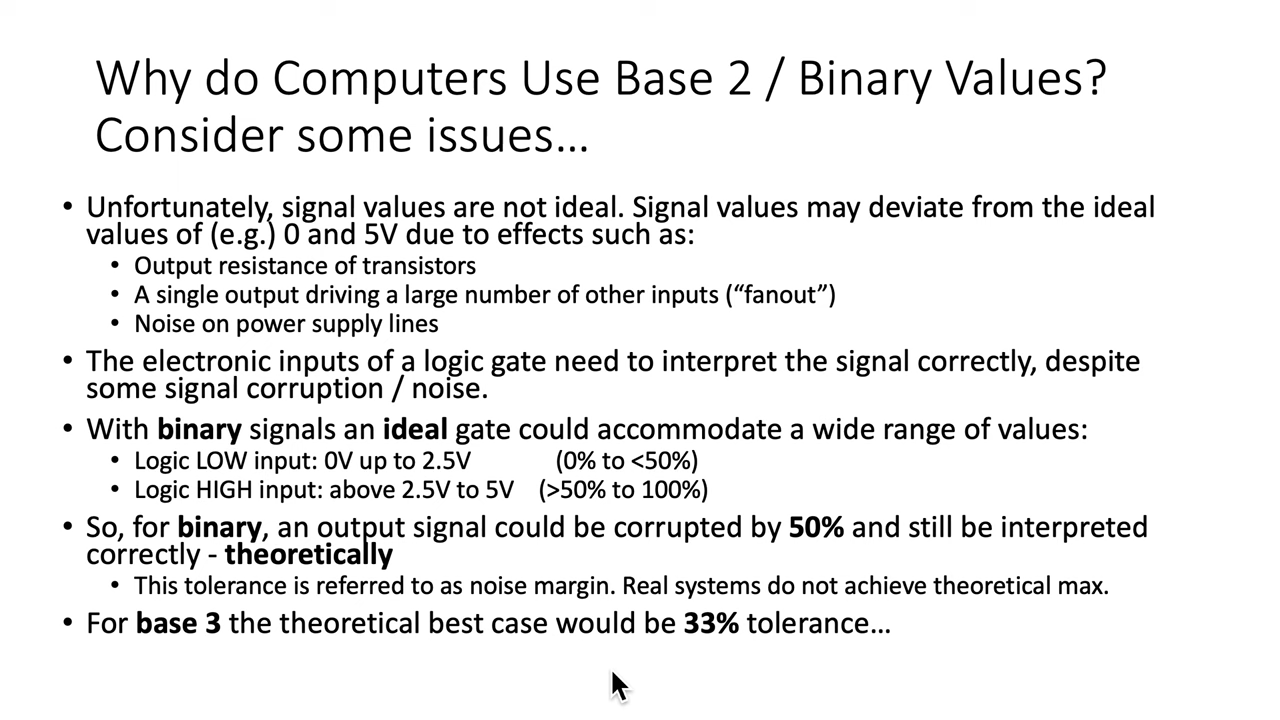 Why do Computers Use Base 2 / Binary Values?
Consider some issues…
• Unfortunately, signal values are not ideal. Signal values may deviate from the ideal
values of (e.g.) 0 and 5V due to effects such as:
• Output resistance of transistors
• A single output driving a large number of other inputs (“fanout”)
• Noise on power supply lines
• The electronic inputs of a logic gate need to interpret the signal correctly, despite
some signal corruption / noise.
• With binary signals an ideal gate could accommodate a wide range of values:
• Logic LOW input: 0V up to 2.5V (0% to <50%)
• Logic HIGH input: above 2.5V to 5V (>50% to 100%)
• So, for binary, an output signal could be corrupted by 50% and still be interpreted
correctly - theoretically
• This tolerance is referred to as noise margin. Real systems do not achieve theoretical max.
• For base 3 the theoretical best case would be 33% tolerance…